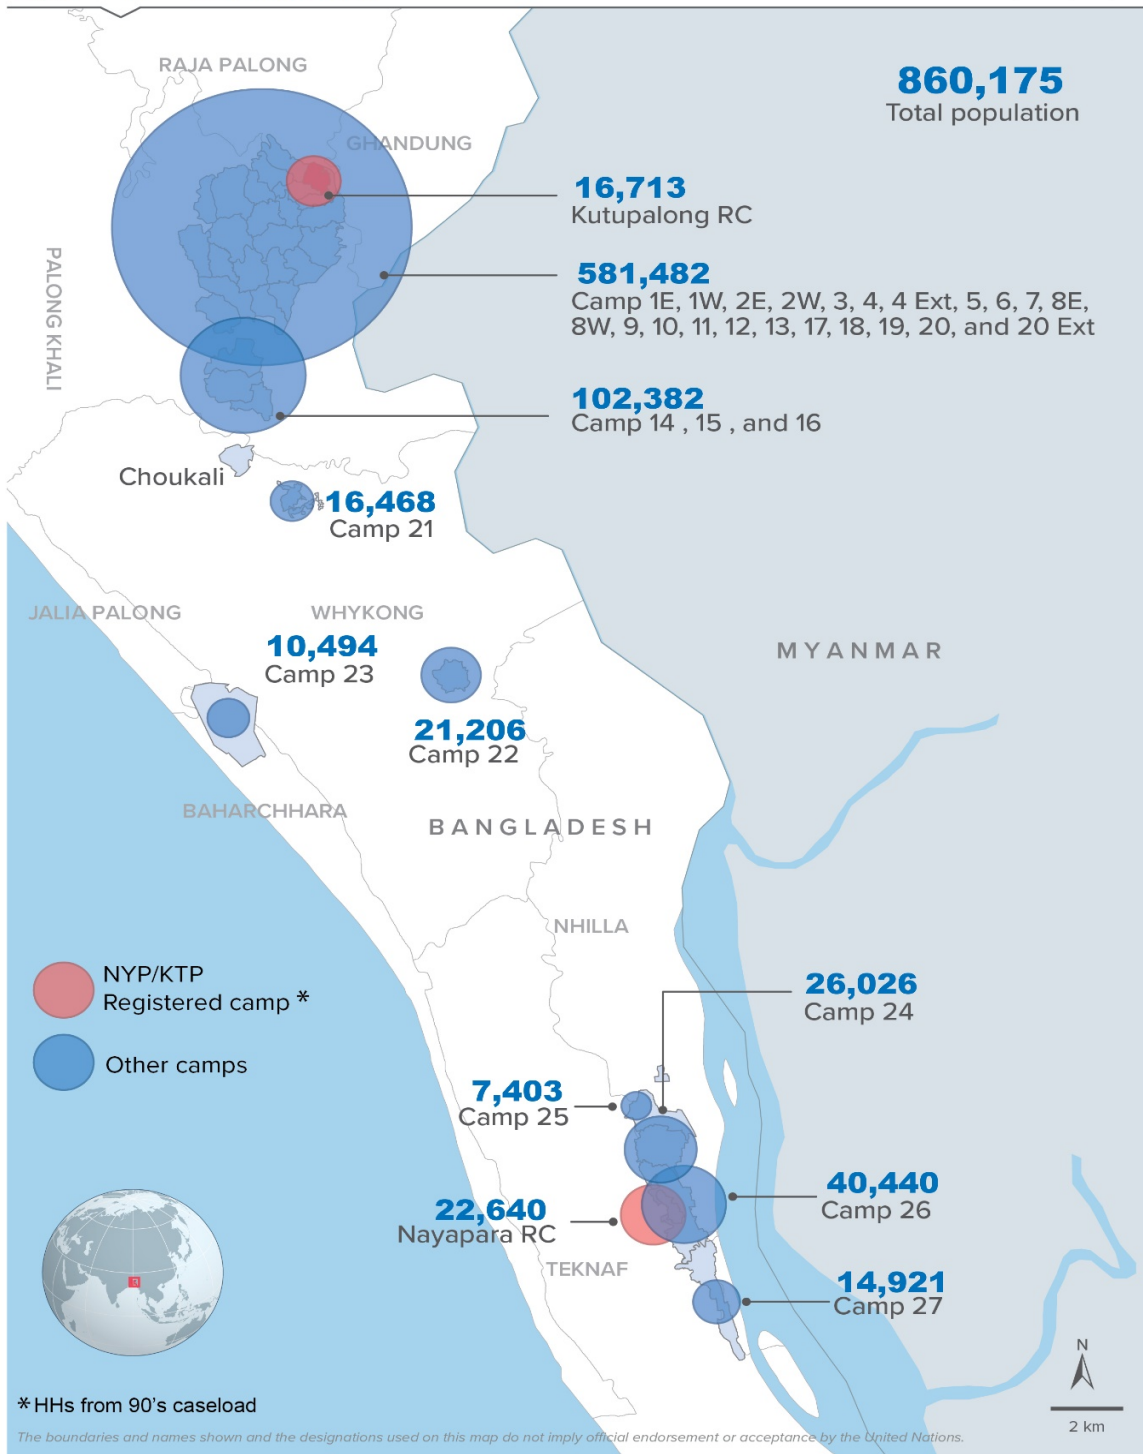 RAJA PALONG
860,175
Total population
GHANDUNG
16,713
Kutupalong RC
PALONG KHALI
581,482
Camp 1E, 1W, 2E, 2W, 3, 4, 4 Ext, 5, 6, 7, 8E,
8W, 9, 10, 11, 12, 13, 17, 18, 19, 20, and 20 Ext
102,382
Camp 14 , 15 , and 16
Choukali
16,468
Camp 21
JALIA PALONG
WHYKONG
10,494
Camp 23
MYANMAR
21,206
Camp 22
BAHARCHHARA
BANGLADESH
NHILLA
NYP/KTP
Registered camp *
26,026
Camp 24
Other camps
7,403
Camp 25
40,440
Camp 26
22,640
Nayapara RC
TEKNAF
14,921
Camp 27
N
2 km
* HHs from 90's caseload
The boundaries and names shown and the designations used on this map do not imply official endorsement or acceptance by the United Nations.